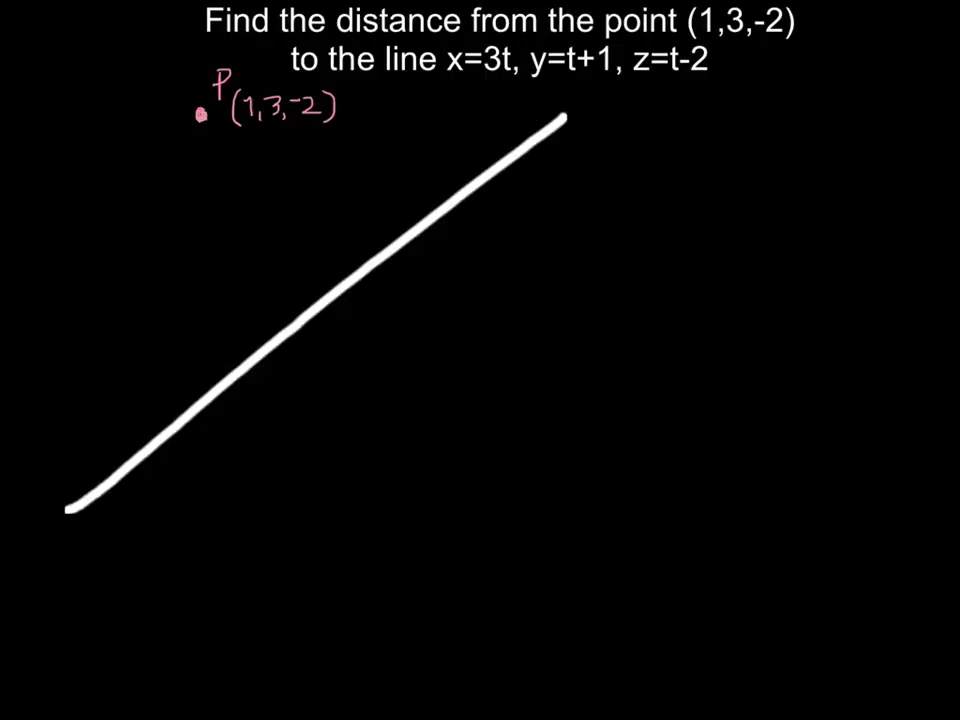 Find the distance from the point (1,3,-2)
to the line x=3t, y=t+1, z=t-2
P
(1,3,-2)